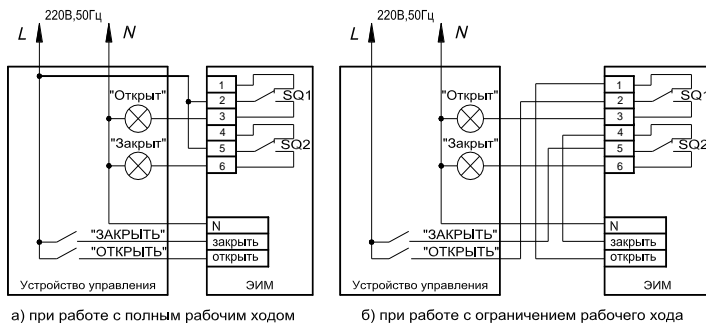 220В,50Гц
L
N
"Открыт"
"Закрыт"
1
2
3
4
5
6
SQ1
SQ2
N
"ЗАКРЫТЬ"
закрыть
"ОТКРЫТЬ"
открыть
Устройство управления
ЭИМ
а) при работе с полным рабочим ходом
220В,50Гц
L
N
"Открыт"
"Закрыт"
1
2
3
4
5
6
SQ1
SQ2
N
"ЗАКРЫТЬ"
закрыть
"ОТКРЫТЬ"
открыть
Устройство управления
ЭИМ
б) при работе с ограничением рабочего хода